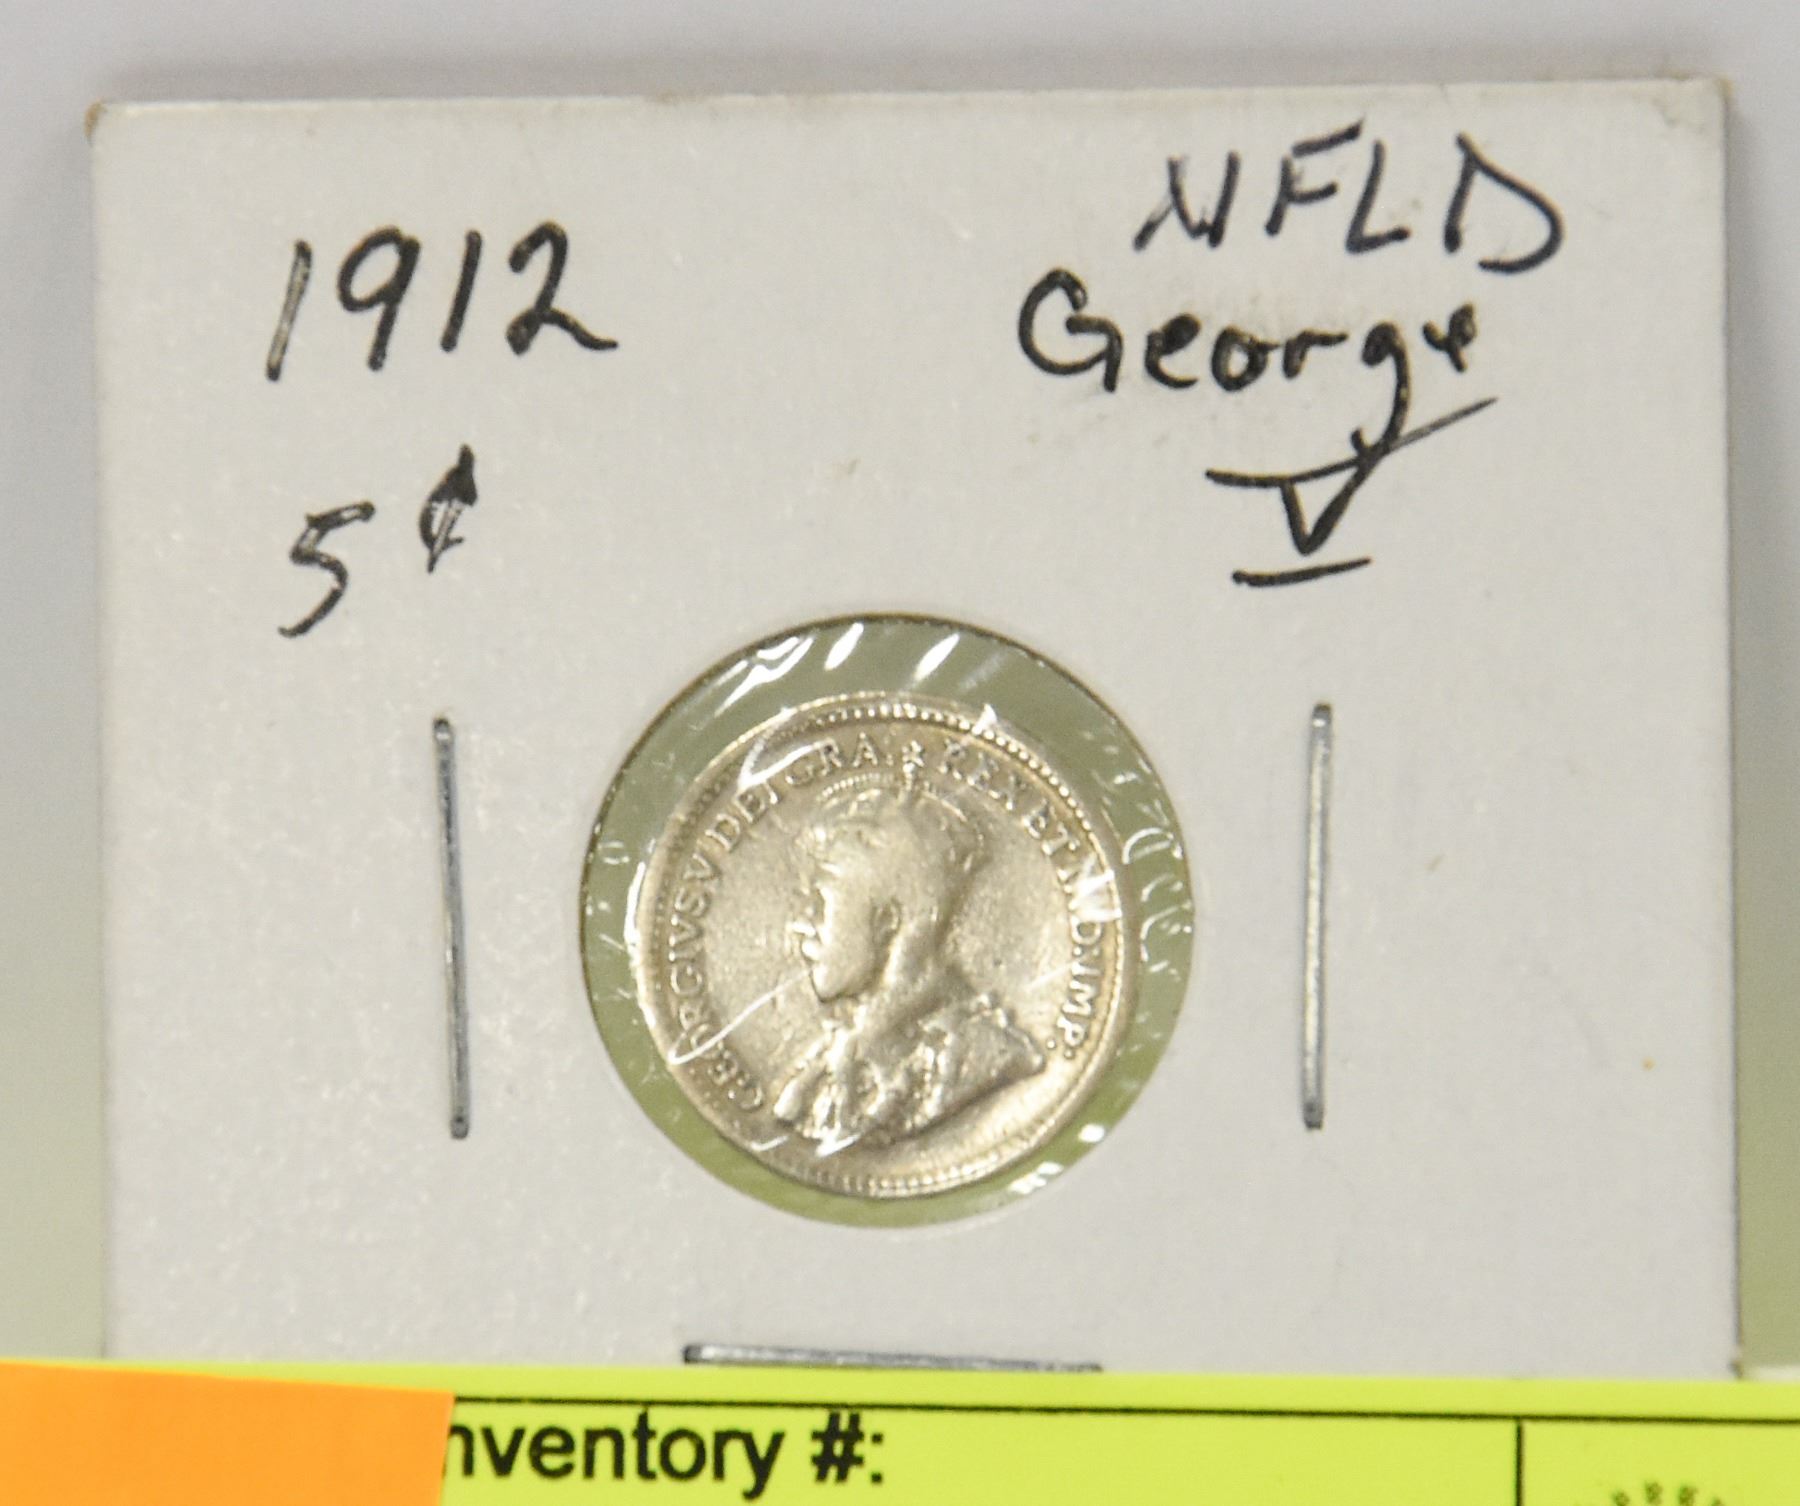 1912
NFLD
George
V
5¢
GEORGIVS V DEI GRA: REX ET IND: IMP:
nventory #: